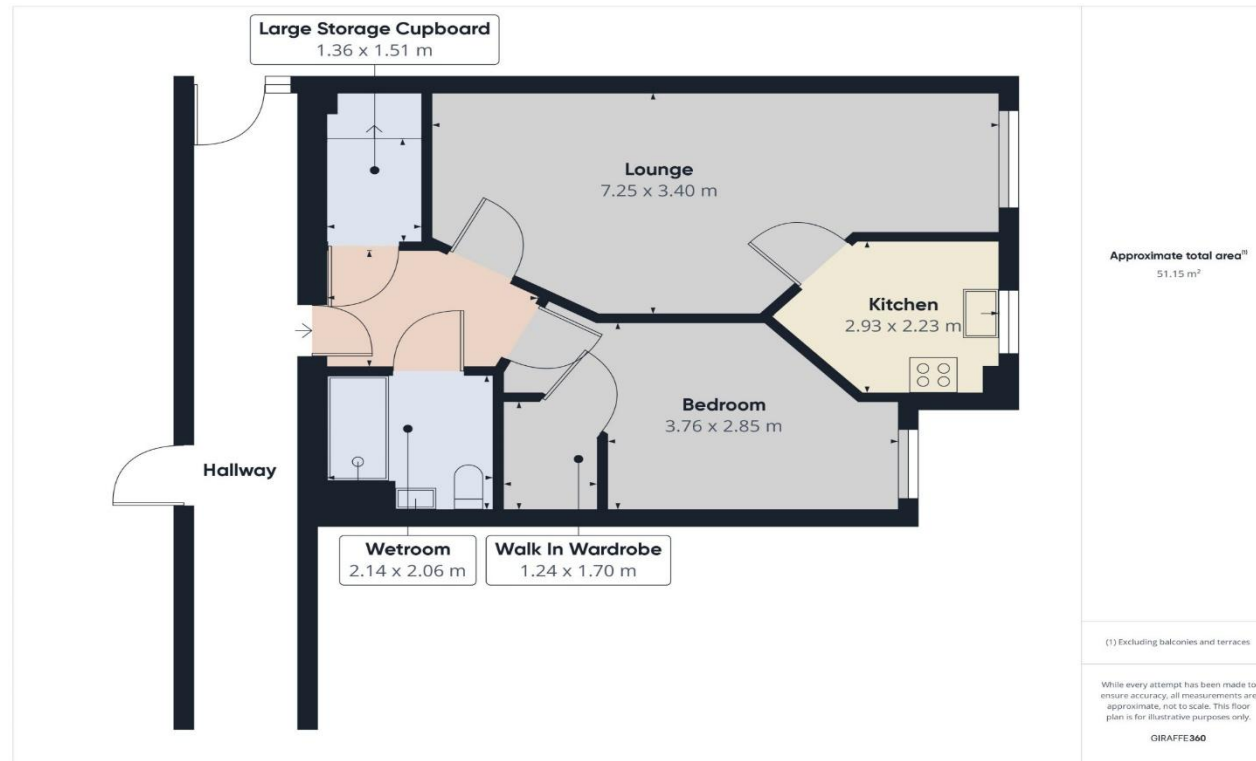 Large Storage Cupboard
1.36 x 1.51 m
Lounge
7.25 x 3.40 m
Kitchen
2.93 x 2.23 m
Bedroom
3.76 x 2.85 m
Hallway
Wetroom
2.14 x 2.06 m
Walk In Wardrobe
1.24 x 1.70 m
Approximate total area(1)
51.15 m²
(1) Excluding balconies and terraces
While every attempt has been made to
ensure accuracy, all measurements are
approximate, not to scale. This floor
plan is for illustrative purposes only.
GIRAFFE360